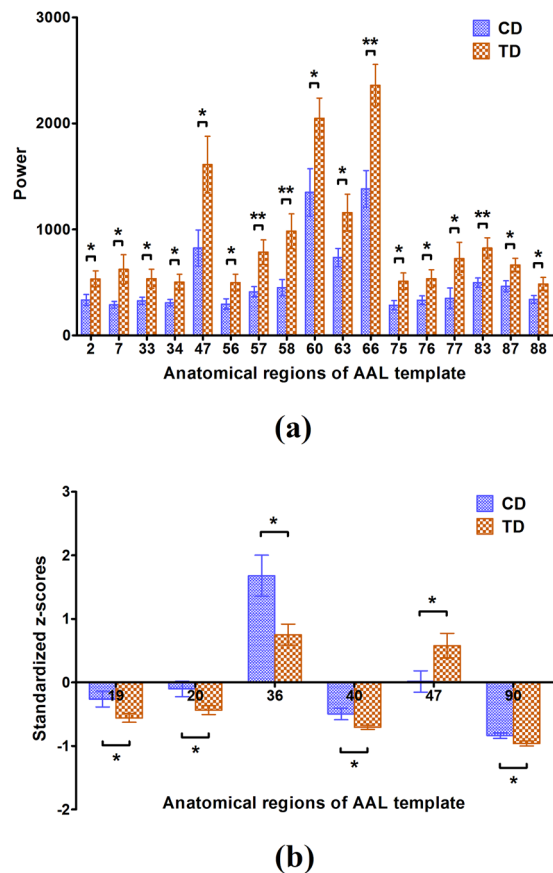 3000
2000
1000
0
Power
CD
TD
* * * * * * ** ** * * ** * * * ** * *
2 7 33 34 47 56 57 58 60 63 66 75 76 77 83 87 88
Anatomical regions of AAL template
(a)
3
2
1
0
-1
-2
Standardized z-scores
CD
TD
* *
19 20 36 40 47 90
* * * *
Anatomical regions of AAL template
(b)